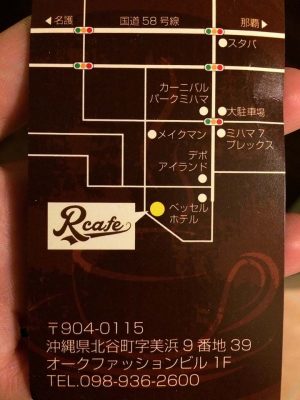 ◀名護 国道58号線 那覇▶
スタバ
カーニバル
パークミハマ
大駐車場
メイクマン
ミハマ7
プレックス
デポ
アイランド
ベッセル
ホテル
Rcafe
〒904-0115
沖縄県北谷町字美浜9番地39
オークファッションビル1F
TEL.098-936-2600